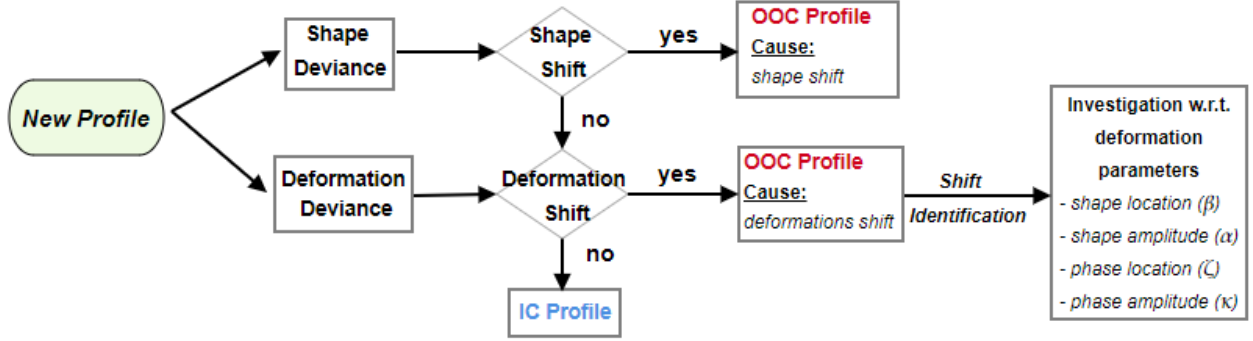 New Profile
Shape
Deviance
Shape
Shift
yes
OOC Profile
Cause:
shape shift
no
Deformation
Deviance
Deformation
Shift
yes
OOC Profile
Cause:
deformations shift
Shift
Identification
Investigation w.r.t.
deformation
parameters
- shape location (β)
- shape amplitude (α)
- phase location (ζ)
- phase amplitude (κ)
no
IC Profile